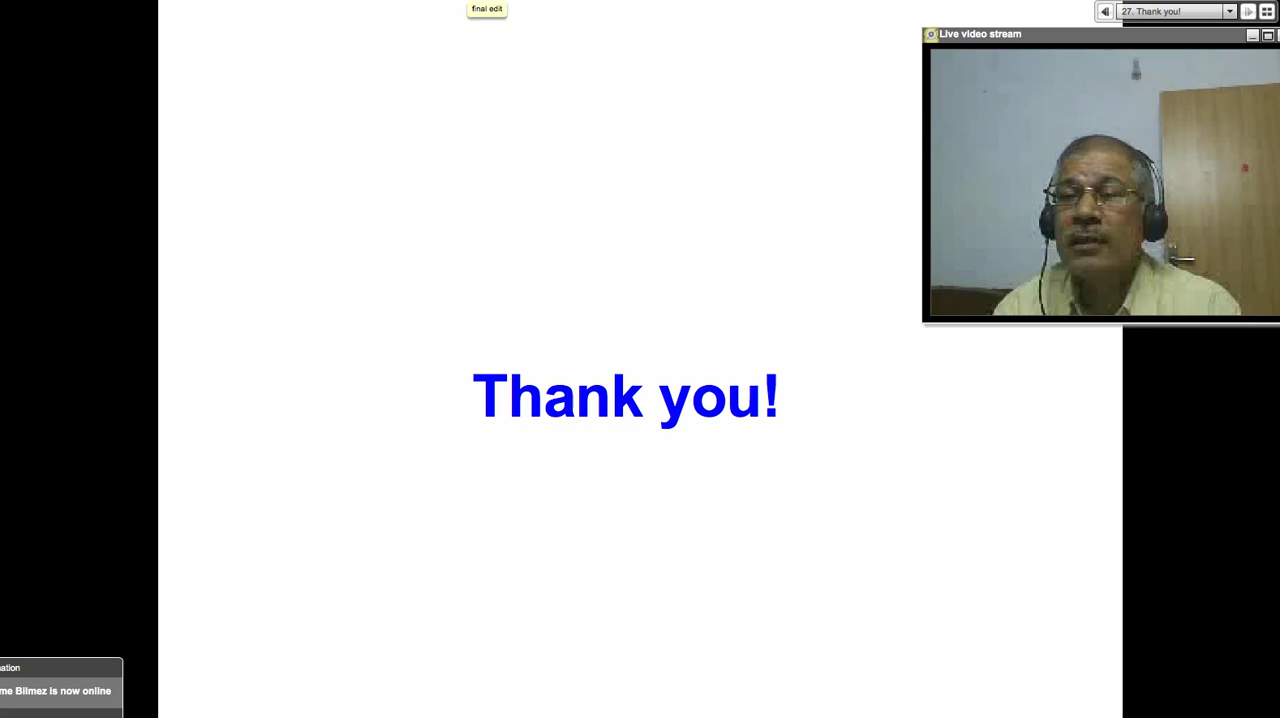 final edit
27. Thank you!
Live video stream
Thank you!
ation
me Bilmez is now online